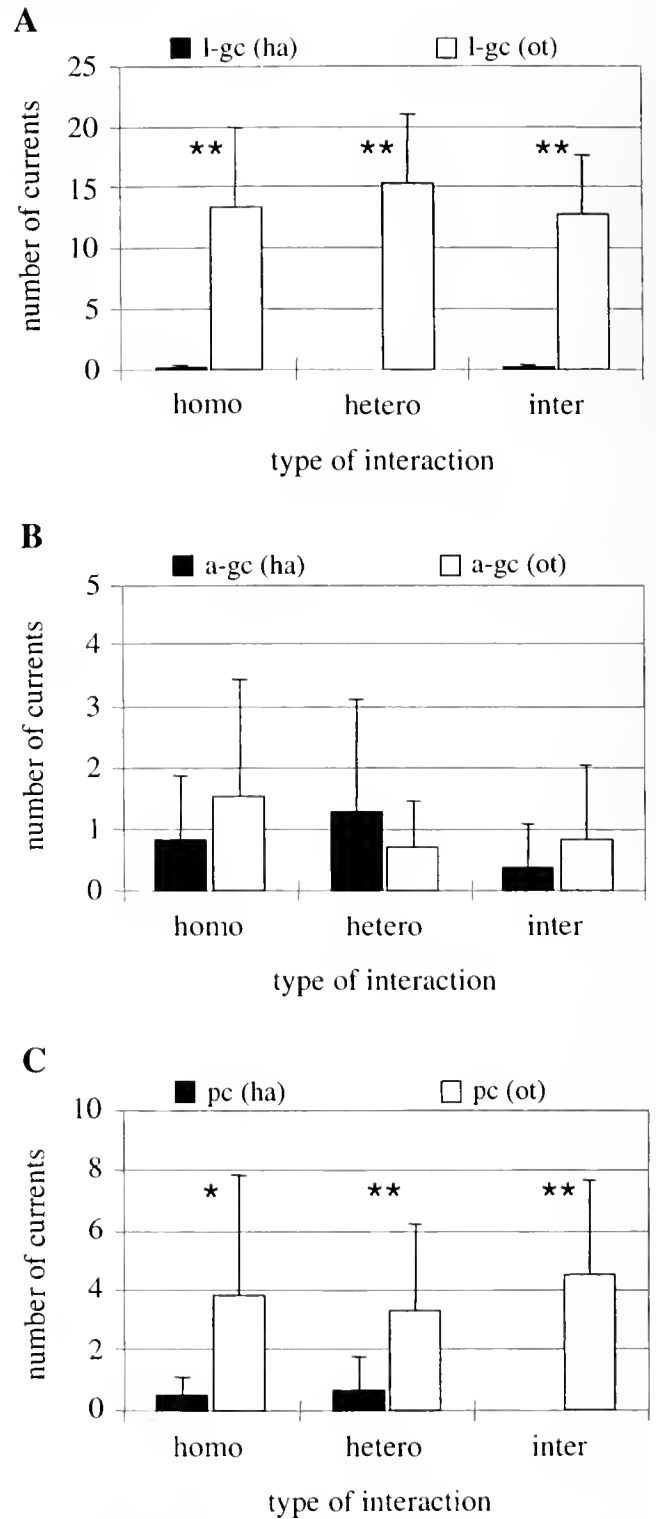 A
l-gc (ha) l-gc (ot)
25
20
15
10
5
0
number of currents
** ** **
homo hetero inter
type of interaction
B
a-gc (ha) a-gc (ot)
5
4
3
2
1
0
number of currents
homo hetero inter
type of interaction
C
pc (ha) pc (ot)
10
8
6
4
2
0
number of currents
* ** **
homo hetero inter
type of interaction